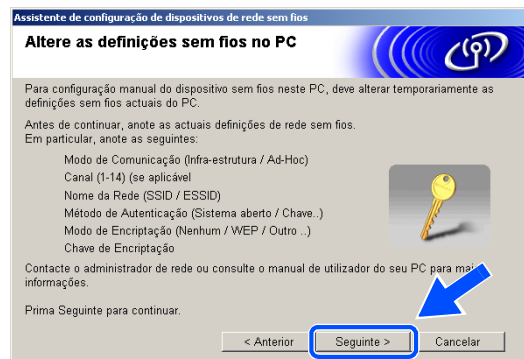 Assistente de configuração de dispositivos de rede sem fios
Altere as definições sem fios no PC
Para configuração manual do dispositivo sem fios neste PC, deve alterar temporariamente as
definições sem fios actuais do PC.
Antes de continuar, anote as actuais definições de rede sem fios.
Em particular, anote as seguintes:
Modo de Comunicação (Infra-estrutura / Ad-Hoc)
Canal (1-14) (se aplicável
Nome da Rede (SSID / ESSID)
Método de Autenticação (Sistema aberto / Chave..)
Modo de Encriptação (Nenhum / WEP / Outro ..)
Chave de Encriptação
Contacte o administrador de rede ou consulte o manual de utilizador do seu PC para mais
informações.
Prima Seguinte para continuar.
< Anterior Seguinte > Cancelar